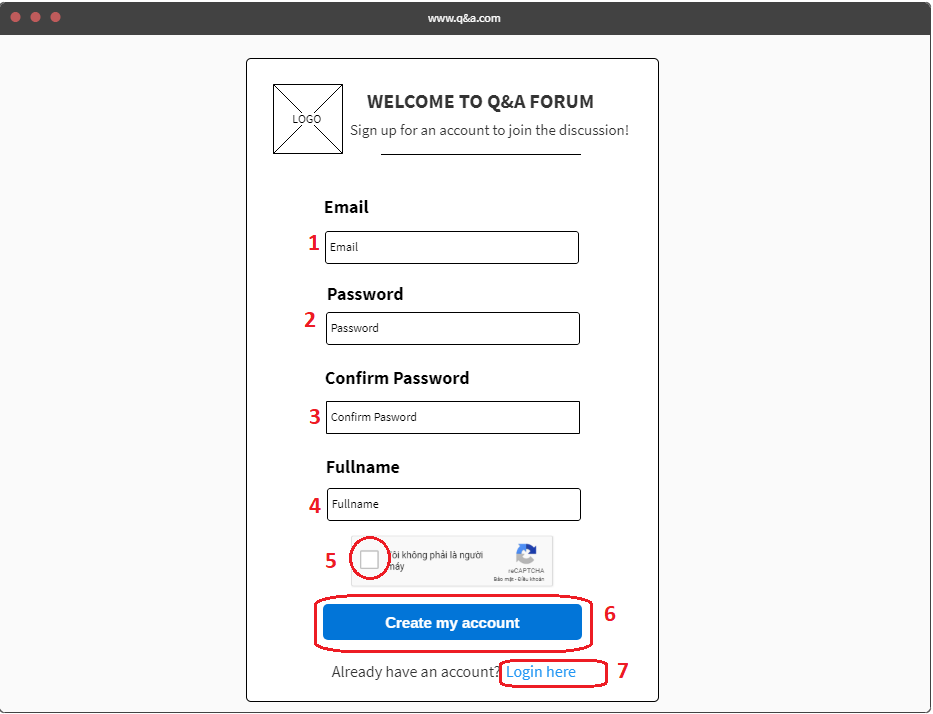 www.q&a.com
LOGO
WELCOME TO Q&A FORUM
Sign up for an account to join the discussion!
Email
1
Email
Password
2
Password
Confirm Password
3
Confirm Pasword
Fullname
4
Fullname
5
không phải là người
reCAPTCHA
Bảo mật - Điều khoản
Create my account
6
Already have an account? Login here
7